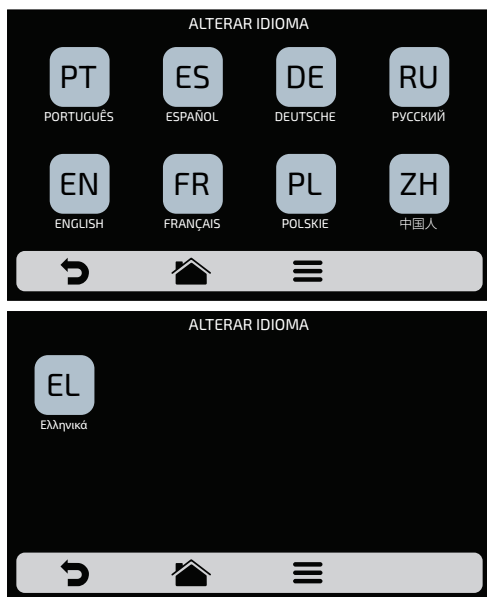 ALTERAR IDIOMA
PT ES DE RU
PORTUGUÊS ESPAÑOL DEUTSCHE РУССКИЙ
EN FR PL ZH
ENGLISH FRANÇAIS POLSKIE 中国人
ALTERAR IDIOMA
EL
Ελληνικά